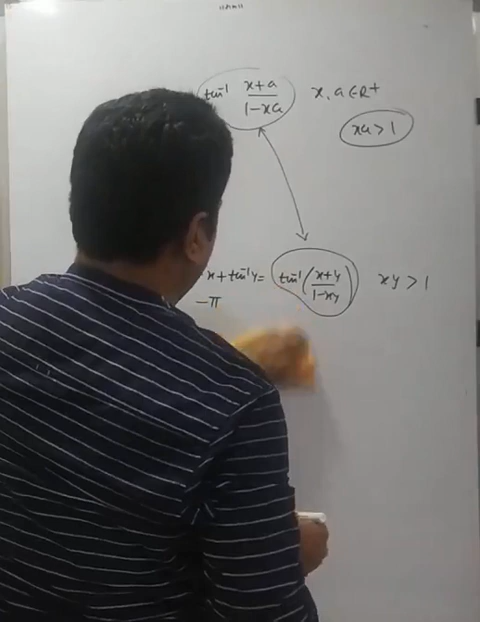 tan⁻¹ x+a/1-xa x, a ∈ R⁺
xa > 1
x + tan⁻¹y = tan⁻¹(x+y/1-xy) xy > 1
-π